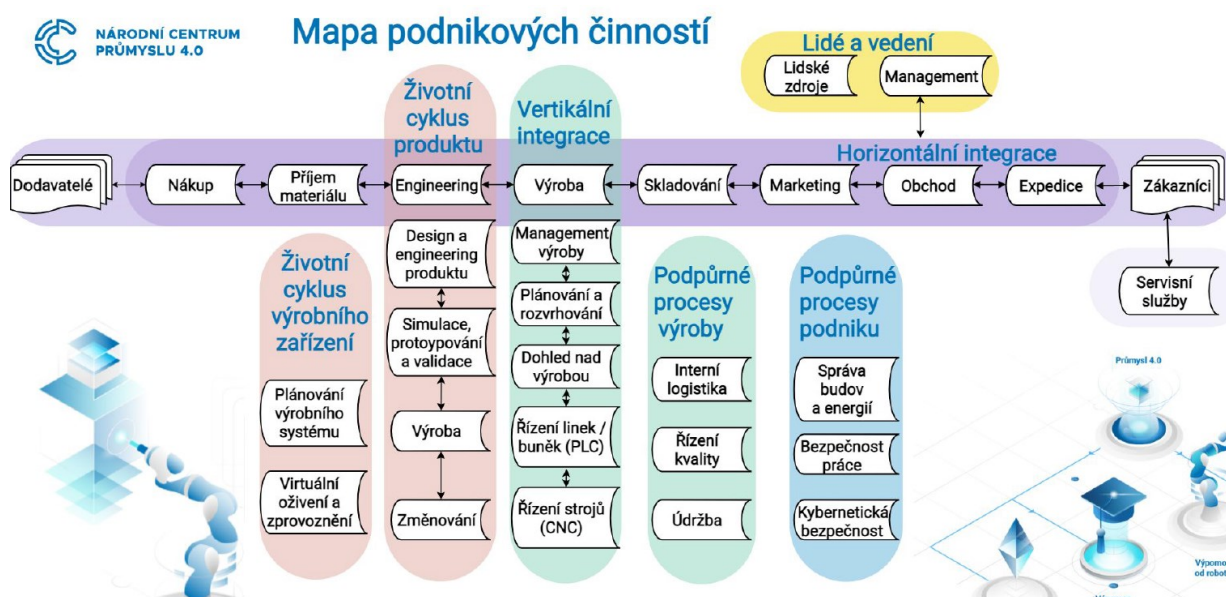 NÁRODNÍ CENTRUM
PRŮMYSLU 4.0
Mapa podnikových činností
Lidé a vedení
Lidské
zdroje
Management
Životní
cyklus
produktu
Vertikální
integrace
Horizontální integrace
Dodavatelé
Nákup
Příjem
materiálu
Engineering
Výroba
Skladování
Marketing
Obchod
Expedice
Zákazníci
Servisní
služby
Životní
cyklus
výrobního
zařízení
Plánování
výrobního
systému
Virtuální
oživení a
zprovoznění
Design a
engineering
produktu
Simulace,
protoypování
a validace
Výroba
Změnování
Management
výroby
Plánování a
rozvrhování
Dohled nad
výrobou
Řízení linek /
buněk (PLC)
Řízení strojů
(CNC)
Podpůrné
procesy
výroby
Interní
logistika
Řízení
kvality
Údržba
Podpůrné
procesy
podniku
Správa
budov
a energií
Bezpečnost
práce
Kybernetická
bezpečnost
Průmysl 4.0
Výpomo
od robot